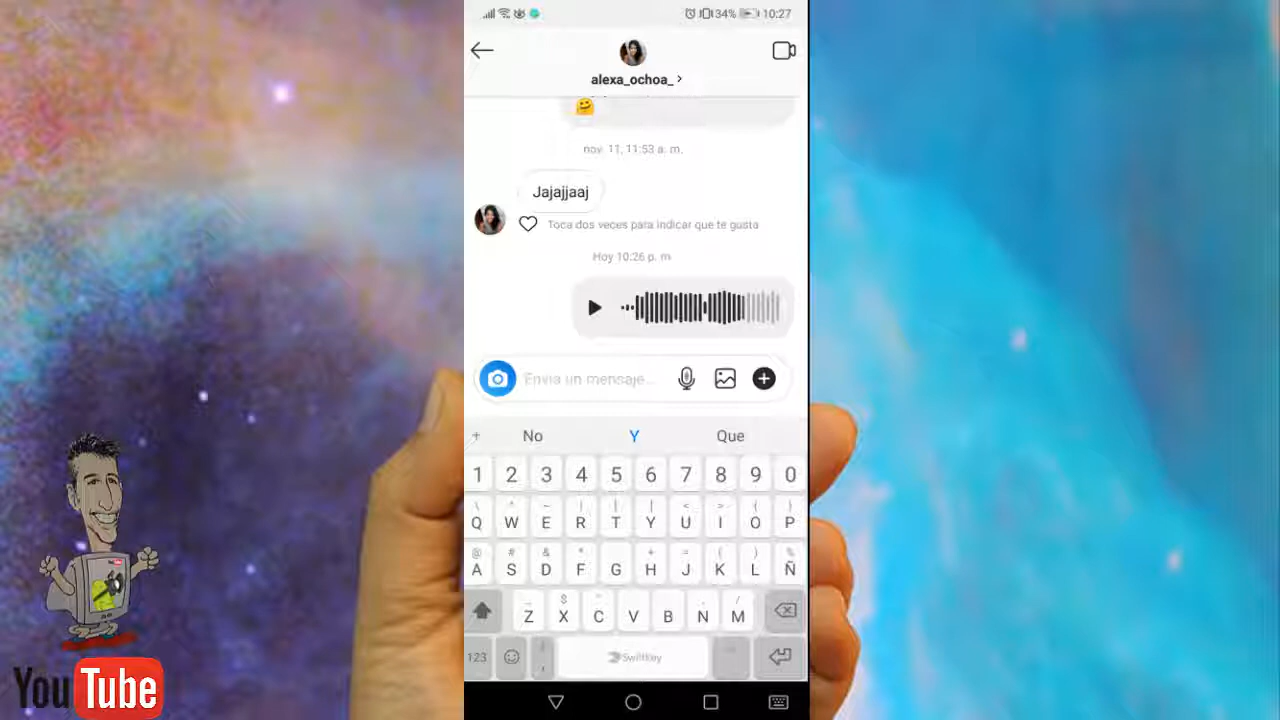 34% 10:27
alexa_ochoa_ >
nov. 11, 11:53 a. m.
Jajajjaaj
Toca dos veces para indicar que te gusta
Hoy 10:26 p. m
Envía un mensaje...
+ No Y Que
1 2 3 4 5 6 7 8 9 0
Q W E R T Y U I O P
@ # & * + ( )
A S D F G H J K L Ñ
Z X C V B N M
123 SwiftKey
YouTube